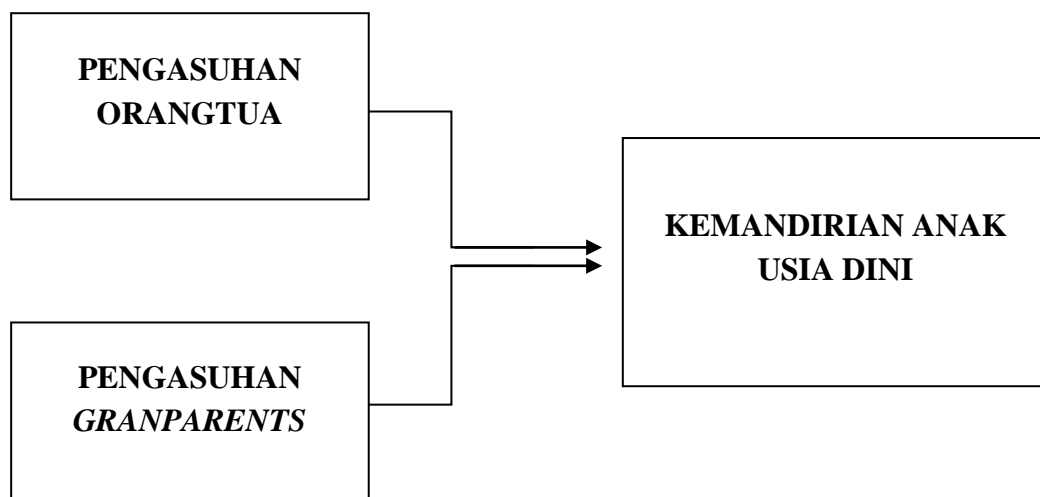 PENGASUHAN
ORANGTUA
KEMANDIRIAN ANAK
USIA DINI
PENGASUHAN
GRANPARENTS